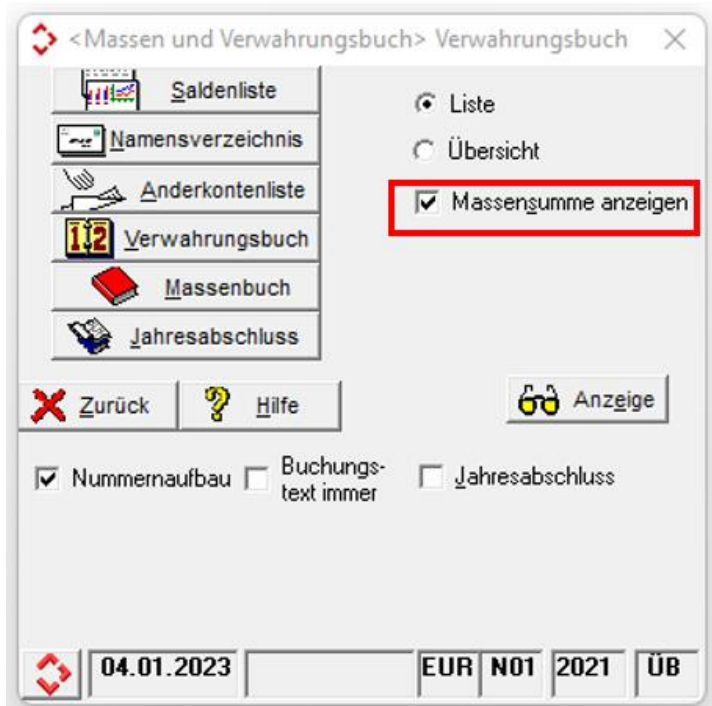 <Massen und Verwahrungsbuch> Verwahrungsbuch
Saldenliste
Namensverzeichnis
Anderkontenliste
Verwahrungsbuch
Massenbuch
Jahresabschluss
Liste
Übersicht
Massensumme anzeigen
Zurück
Hilfe
Anzeige
Nummernaufbau
Buchungs-
text immer
Jahresabschluss
04.01.2023 EUR N01 2021 ÜB